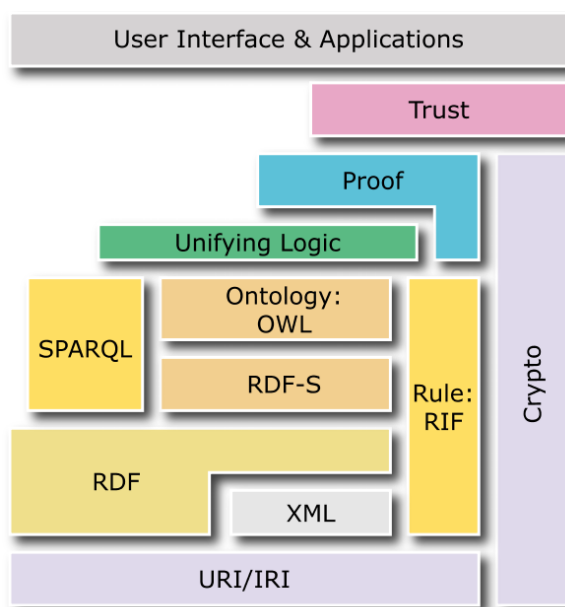 User Interface & Applications
Trust
Proof
Unifying Logic
Ontology:
OWL
SPARQL
RDF-S
Rule:
RIF
Crypto
RDF
XML
URI/IRI